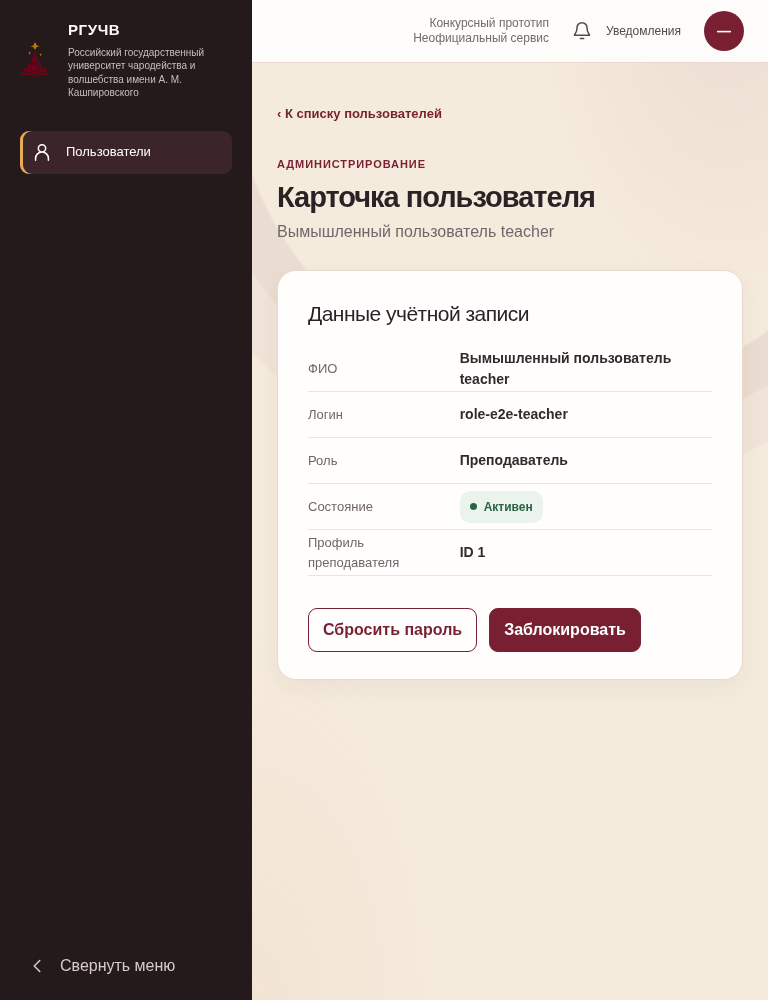 РГУЧВ
Российский государственный
университет чародейства и
волшебства имени А. М.
Кашпировского
Пользователи
Свернуть меню
Конкурсный прототип
Неофициальный сервис
Уведомления
—
‹ К списку пользователей
АДМИНИСТРИРОВАНИЕ
Карточка пользователя
Вымышленный пользователь teacher
Данные учётной записи
ФИО
Вымышленный пользователь
teacher
Логин
role-e2e-teacher
Роль
Преподаватель
Состояние
Активен
Профиль
преподавателя
ID 1
Сбросить пароль
Заблокировать